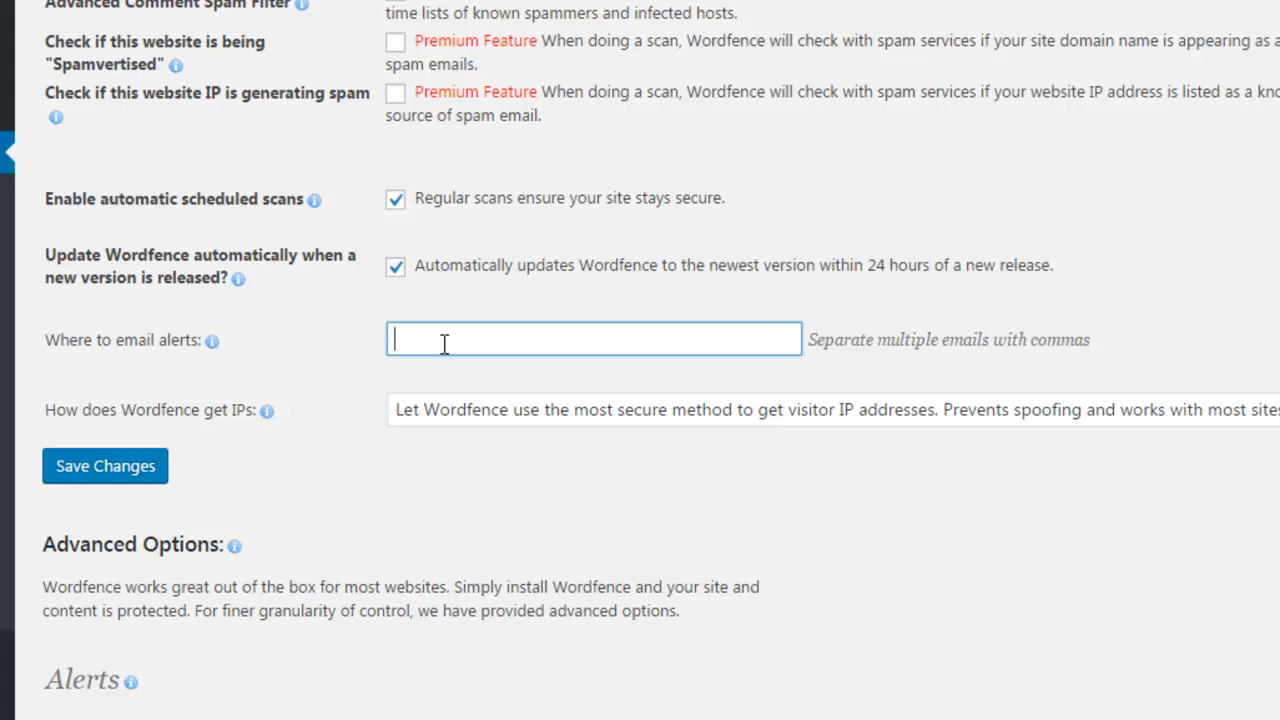 Advanced Comment Spam Filter
time lists of known spammers and infected hosts.
Check if this website is being
"Spamvertised"
Premium Feature When doing a scan, Wordfence will check with spam services if your site domain name is appearing as a
spam emails.
Check if this website IP is generating spam
Premium Feature When doing a scan, Wordfence will check with spam services if your website IP address is listed as a kno
source of spam email.
Enable automatic scheduled scans
Regular scans ensure your site stays secure.
Update Wordfence automatically when a
new version is released?
Automatically updates Wordfence to the newest version within 24 hours of a new release.
Where to email alerts:
Separate multiple emails with commas
How does Wordfence get IPs:
Let Wordfence use the most secure method to get visitor IP addresses. Prevents spoofing and works with most sites
Save Changes
Advanced Options:
Wordfence works great out of the box for most websites. Simply install Wordfence and your site and
content is protected. For finer granularity of control, we have provided advanced options.
Alerts